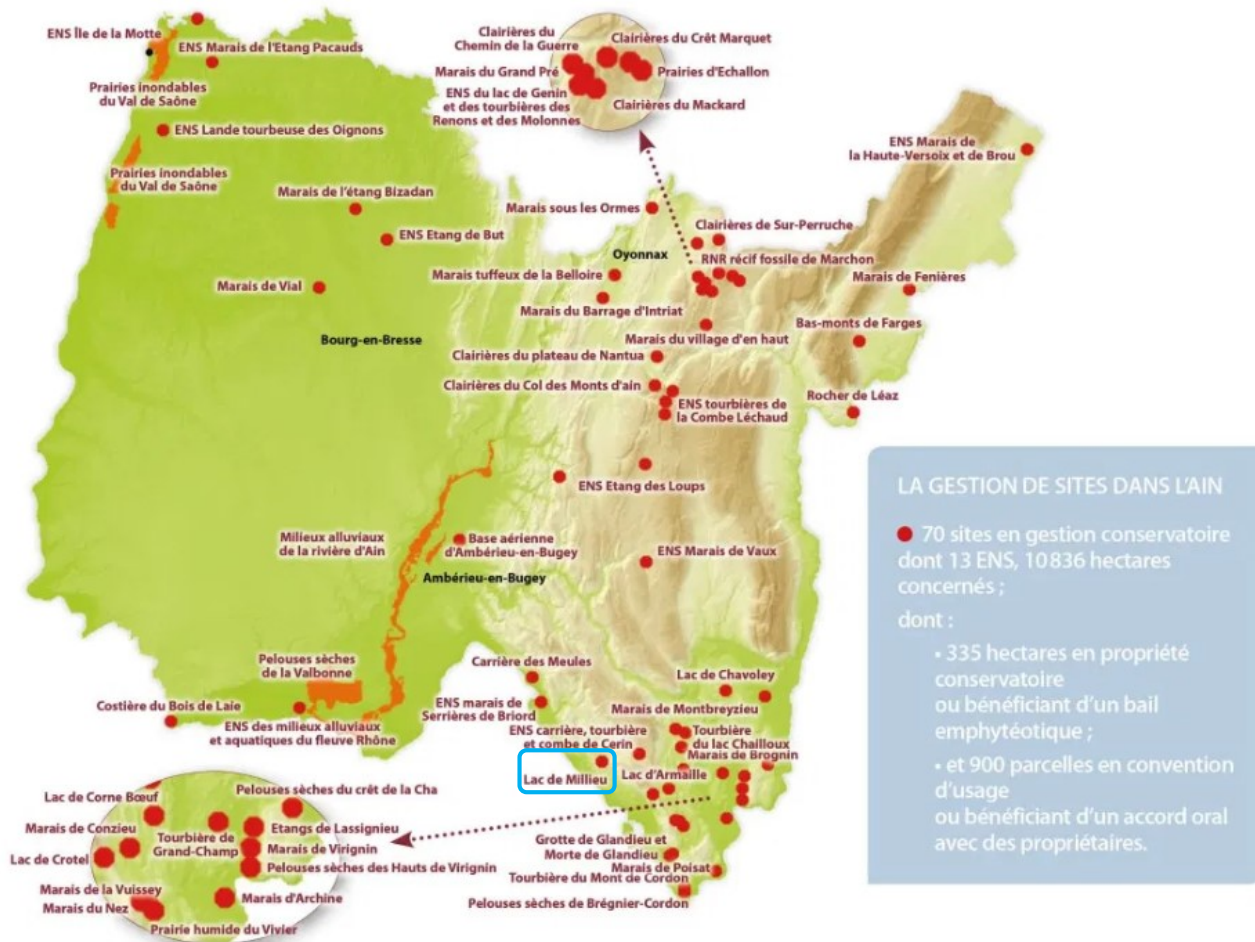 ENS Île de la Motte
ENS Marais de l'Etang Pacauds
Prairies inondables
du Val de Saône
ENS Lande tourbeuse des Oignons
Prairies inondables
du Val de Saône
Marais de l'étang Bizadan
ENS Etang de But
Marais de Vial
Bourg-en-Bresse
Clairières du
Chemin de la Guerre
Clairières du Crêt Marquet
Marais du Grand Pré
Prairies d'Echallon
ENS du lac de Genin
et des tourbières des
Renons et des Molonnes
Clairières du Mackard
ENS Marais de
la Haute-Versoix et de Brou
Marais sous les Ormes
Clairières de Sur-Perruche
Oyonnax
RNR récif fossile de Marchon
Marais tuffeux de la Belloire
Marais de Fenières
Marais du Barrage d'Intriat
Bas-monts de Farges
Marais du village d'en haut
Clairières du plateau de Nantua
Clairières du Col des Monts d'ain
Rocher de Léaz
ENS tourbières de
la Combe Léchaud
ENS Etang des Loups
Milieux alluviaux
de la rivière d'Ain
Base aérienne
d'Ambérieu-en-Bugey
ENS Marais de Vaux
Ambérieu-en-Bugey
Pelouses sèches
de la Valbonne
Carrière des Meules
Lac de Chavoley
Costière du Bois de Laie
ENS marais de
Serrières de Briord
Marais de Montbreyzieu
ENS des milieux alluviaux
et aquatiques du fleuve Rhône
ENS carrière, tourbière
et combe de Cerin
Tourbière
du lac Chailloux
Marais de Brognin
Lac de Millieu
Lac d'Armaille
Lac de Corne Bœuf
Pelouses sèches du crêt de la Cha
Marais de Conzieu
Tourbière de
Grand-Champ
Etangs de Lassignieu
Marais de Virignin
Lac de Crotel
Pelouses sèches des Hauts de Virignin
Marais de la Vuissey
Marais du Nez
Marais d'Archine
Prairie humide du Vivier
Grotte de Glandieu et
Morte de Glandieu
Marais de Poisat
Tourbière du Mont de Cordon
Pelouses sèches de Brégnier-Cordon
LA GESTION DE SITES DANS L'AIN
70 sites en gestion conservatoire
dont 13 ENS, 10 836 hectares
concernés ;
dont :
• 335 hectares en propriété
conservatoire
ou bénéficiant d'un bail
emphytéotique ;
• et 900 parcelles en convention
d'usage
ou bénéficiant d'un accord oral
avec des propriétaires.